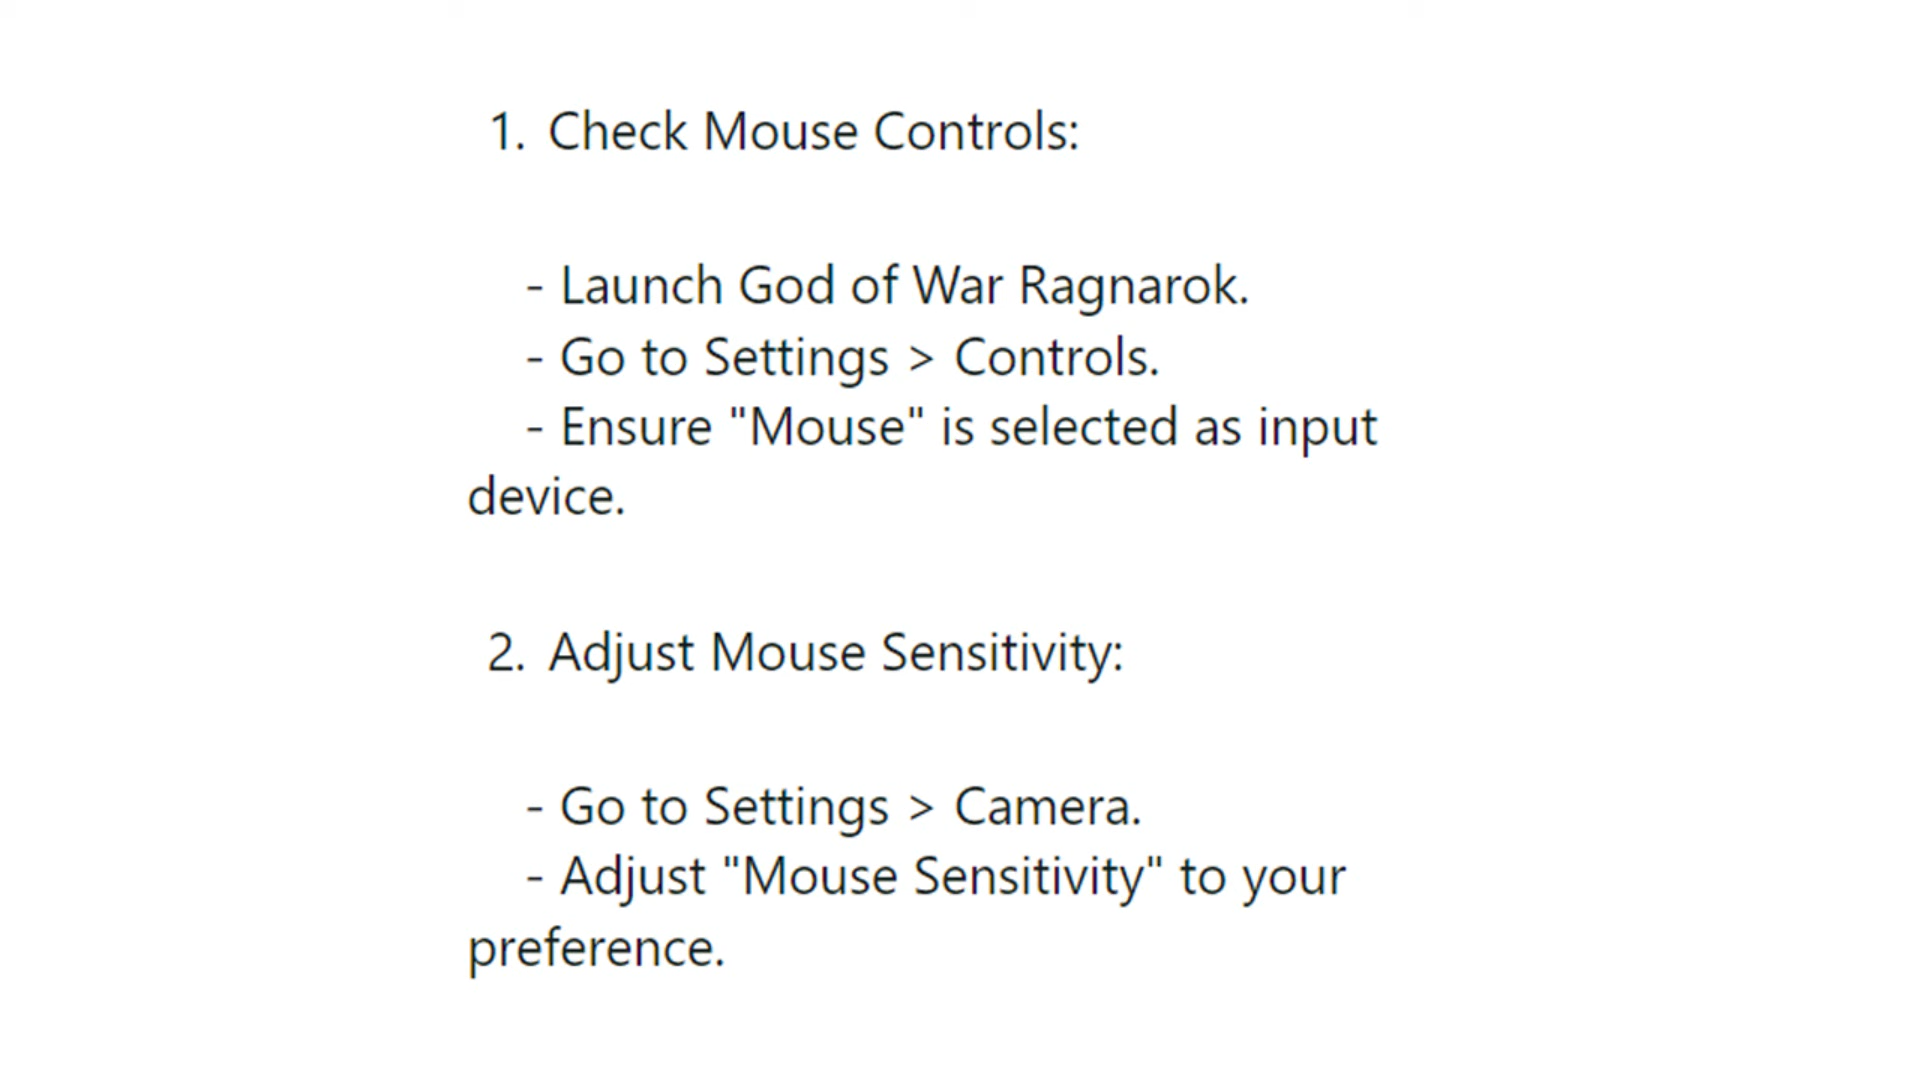 1. Check Mouse Controls:
- Launch God of War Ragnarok.
- Go to Settings > Controls.
- Ensure "Mouse" is selected as input
device.
2. Adjust Mouse Sensitivity:
- Go to Settings > Camera.
- Adjust "Mouse Sensitivity" to your
preference.